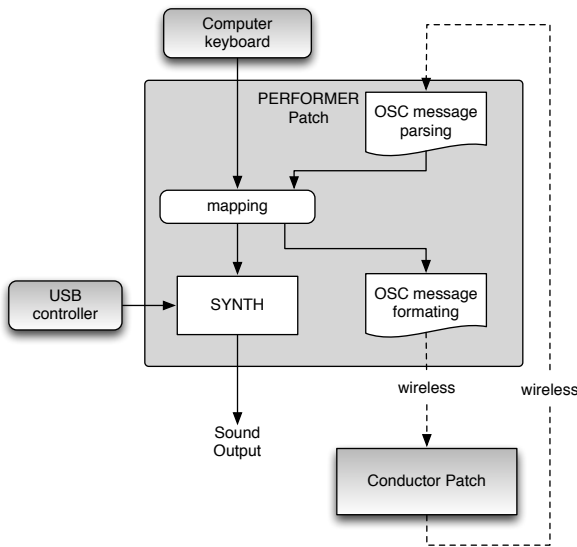 Computer
keyboard
PERFORMER
Patch
OSC message
parsing
mapping
USB
controller
SYNTH
OSC message
formating
wireless
wireless
Sound
Output
Conductor Patch